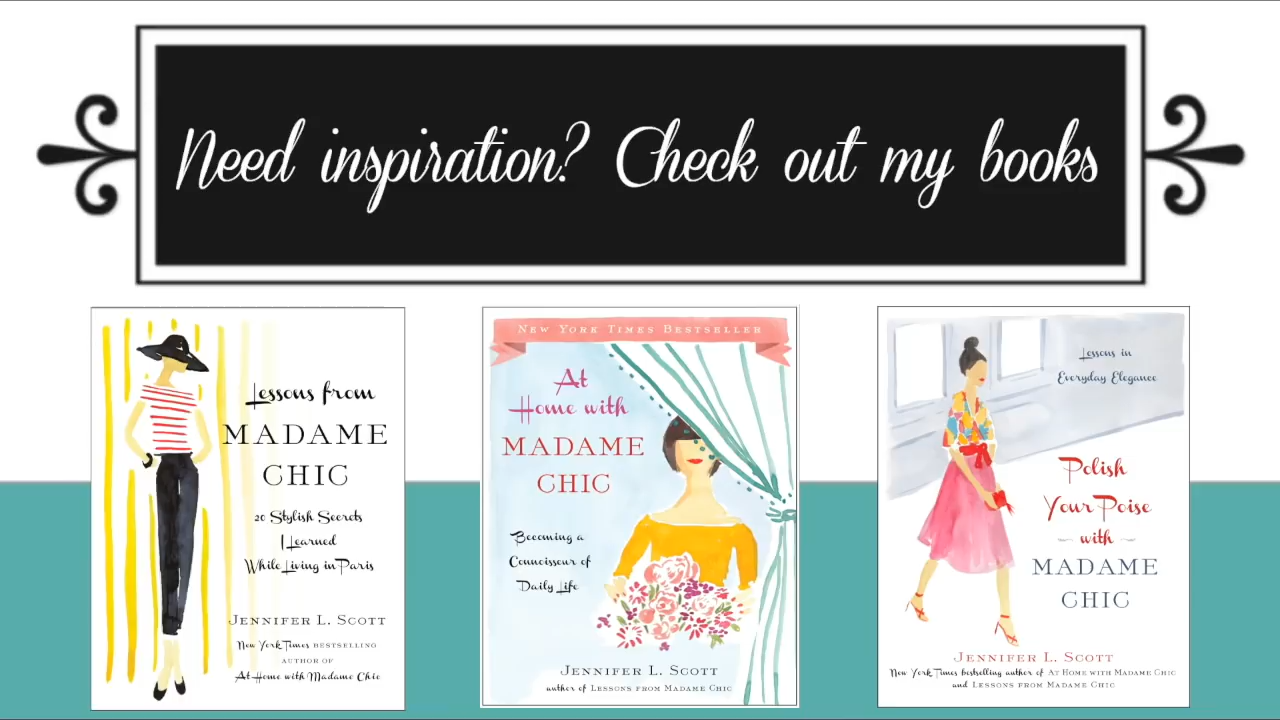 Need inspiration? Check out my books
Lessons from
MADAME
CHIC
20 Stylish Secrets
I Learned
While Living in Paris
JENNIFER L. SCOTT
New York Times BESTSELLING
AUTHOR OF
At Home with Madame Chic
NEW YORK TIMES BESTSELLER
At
Home with
MADAME
CHIC
Becoming a
Connoisseur of
Daily Life
JENNIFER L. SCOTT
author of LESSONS FROM MADAME CHIC
Lessons in
Everyday Elegance
Polish
Your Poise
with
MADAME
CHIC
JENNIFER L. SCOTT
New York Times bestselling author of AT HOME WITH MADAME CHIC
and LESSONS FROM MADAME CHIC